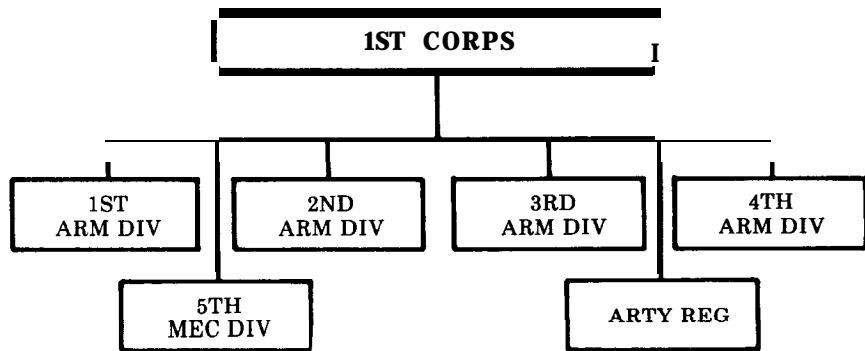 1ST CORPS
1ST
ARM DIV
2ND
ARM DIV
3RD
ARM DIV
4TH
ARM DIV
5TH
MEC DIV
ARTY REG